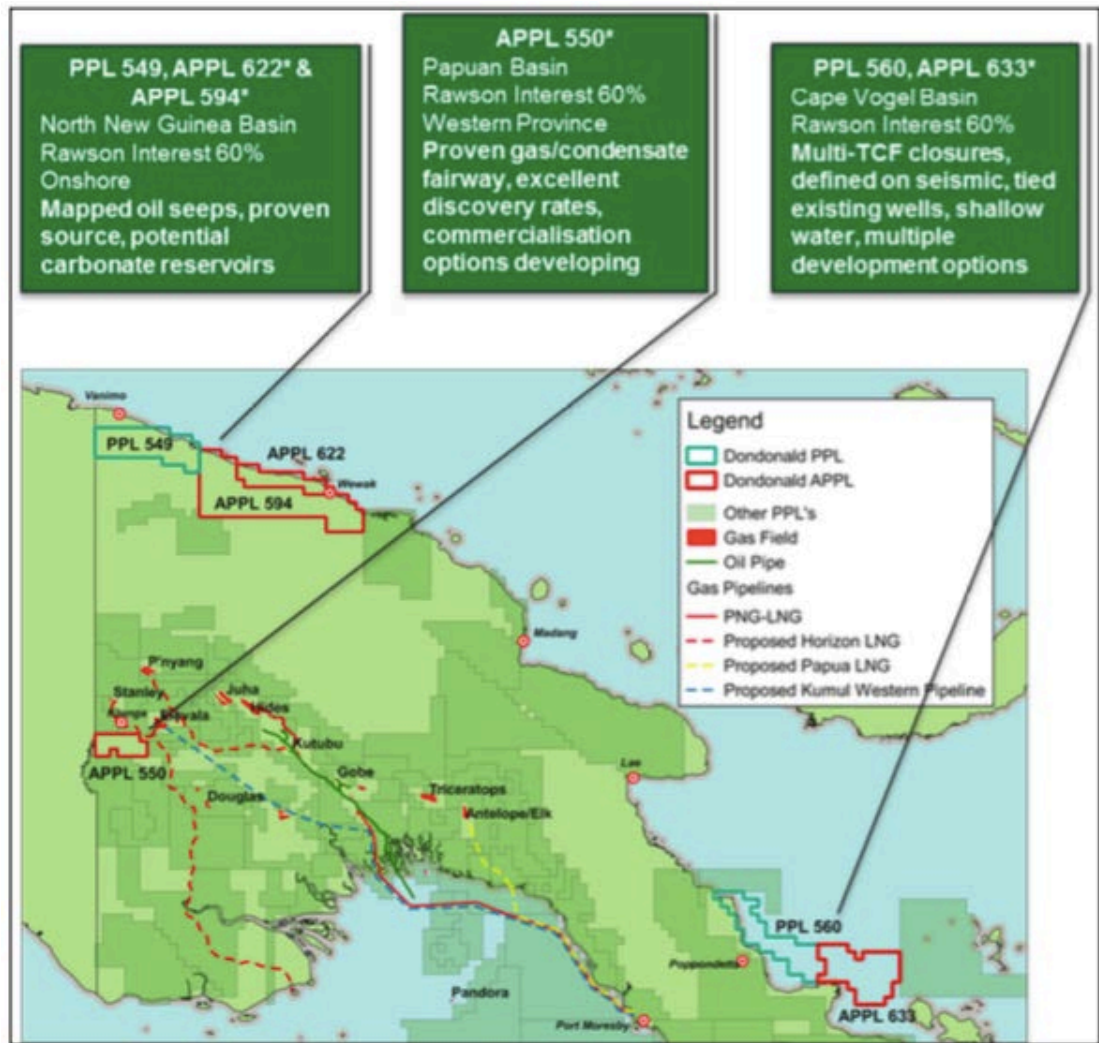 PPL 549, APPL 622* &
APPL 594*
North New Guinea Basin
Rawson Interest 60%
Onshore
Mapped oil seeps, proven
source, potential
carbonate reservoirs
APPL 550*
Papuan Basin
Rawson Interest 60%
Western Province
Proven gas/condensate
fairway, excellent
discovery rates,
commercialisation
options developing
PPL 560, APPL 633*
Cape Vogel Basin
Rawson Interest 60%
Multi-TCF closures,
defined on seismic, tied
existing wells, shallow
water, multiple
development options
Vanimo
PPL 549
APPL 622
Wewak
APPL 594
Legend
Dondonald PPL
Dondonald APPL
Other PPL's
Gas Field
Oil Pipe
Gas Pipelines
PNG-LNG
Proposed Horizon LNG
Proposed Papua LNG
Proposed Kumul Western Pipeline
Madang
P'nyang
Stanley
Juha
Hides
Kutubu
APPL 550
Gobe
Douglas
Triceratops
Antelope/Elk
Lae
PPL 560
Poppondetta
Pandora
APPL 633
Port Moresby